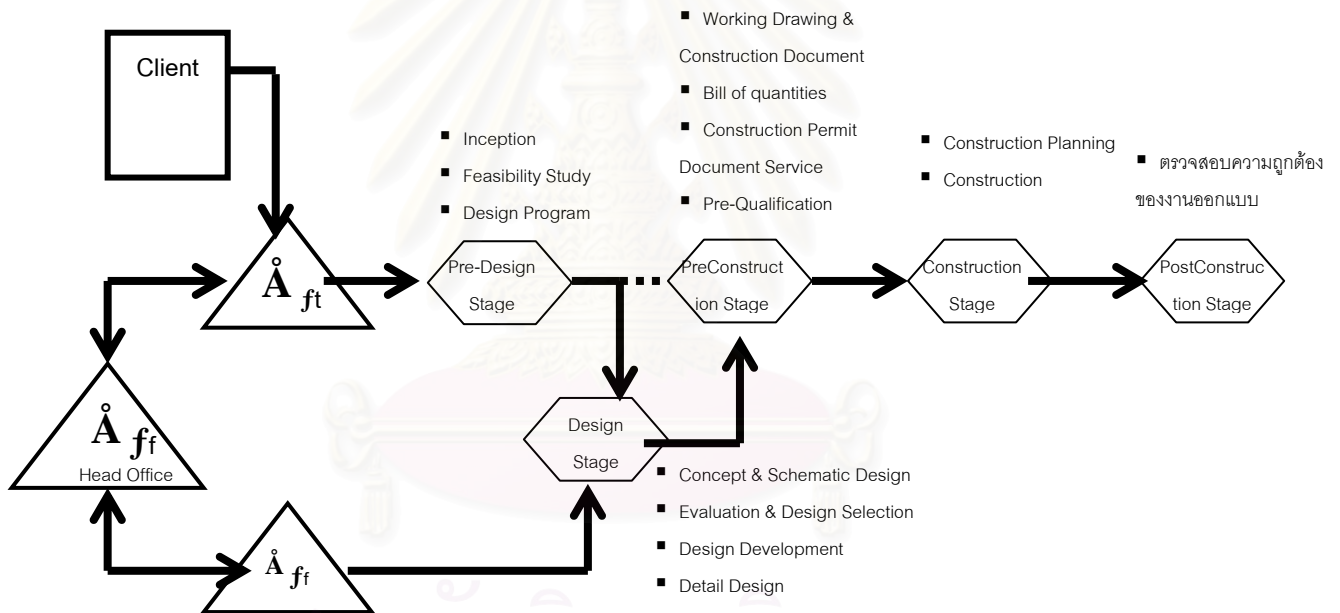 Client
Å ft
Å ff
Head Office
Å ff
■ Inception
■ Feasibility Study
■ Design Program
Pre-Design
Stage
■ Working Drawing &
Construction Document
■ Bill of quantities
■ Construction Permit
Document Service
■ Pre-Qualification
PreConstruct
ion Stage
■ Construction Planning
■ Construction
Construction
Stage
■ ตรวจสอบความถูกต้อง
ของงานออกแบบ
PostConstruc
tion Stage
Design
Stage
■ Concept & Schematic Design
■ Evaluation & Design Selection
■ Design Development
■ Detail Design